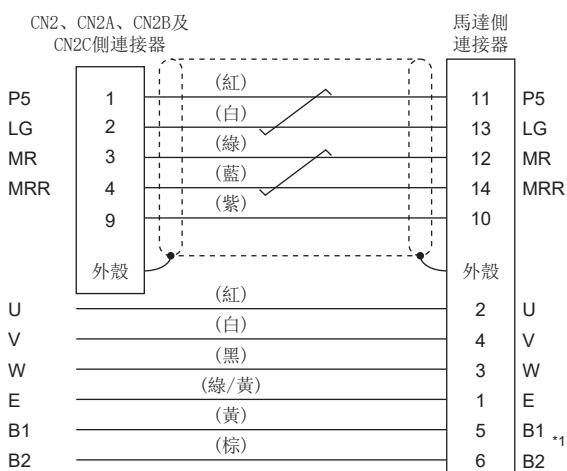 CN2、CN2A、CN2B及
CN2C側連接器
馬達側
連接器
P5 1 (紅) 11 P5
LG 2 (白) 13 LG
MR 3 (綠) 12 MR
MRR 4 (藍) 14 MRR
9 (紫) 10
外殼 外殼
U (紅) 2 U
V (白) 4 V
W (黑) 3 W
E (綠/黃) 1 E
B1 (黃) 5 B1 *1
B2 (棕) 6 B2